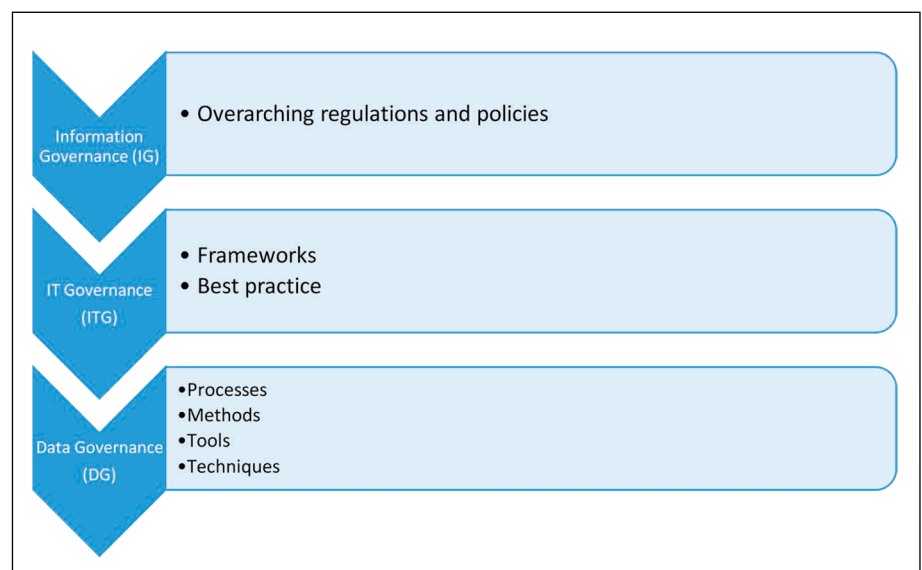 Information
Governance (IG)
• Overarching regulations and policies
IT Governance
(ITG)
• Frameworks
• Best practice
Data Governance
(DG)
•Processes
•Methods
•Tools
•Techniques